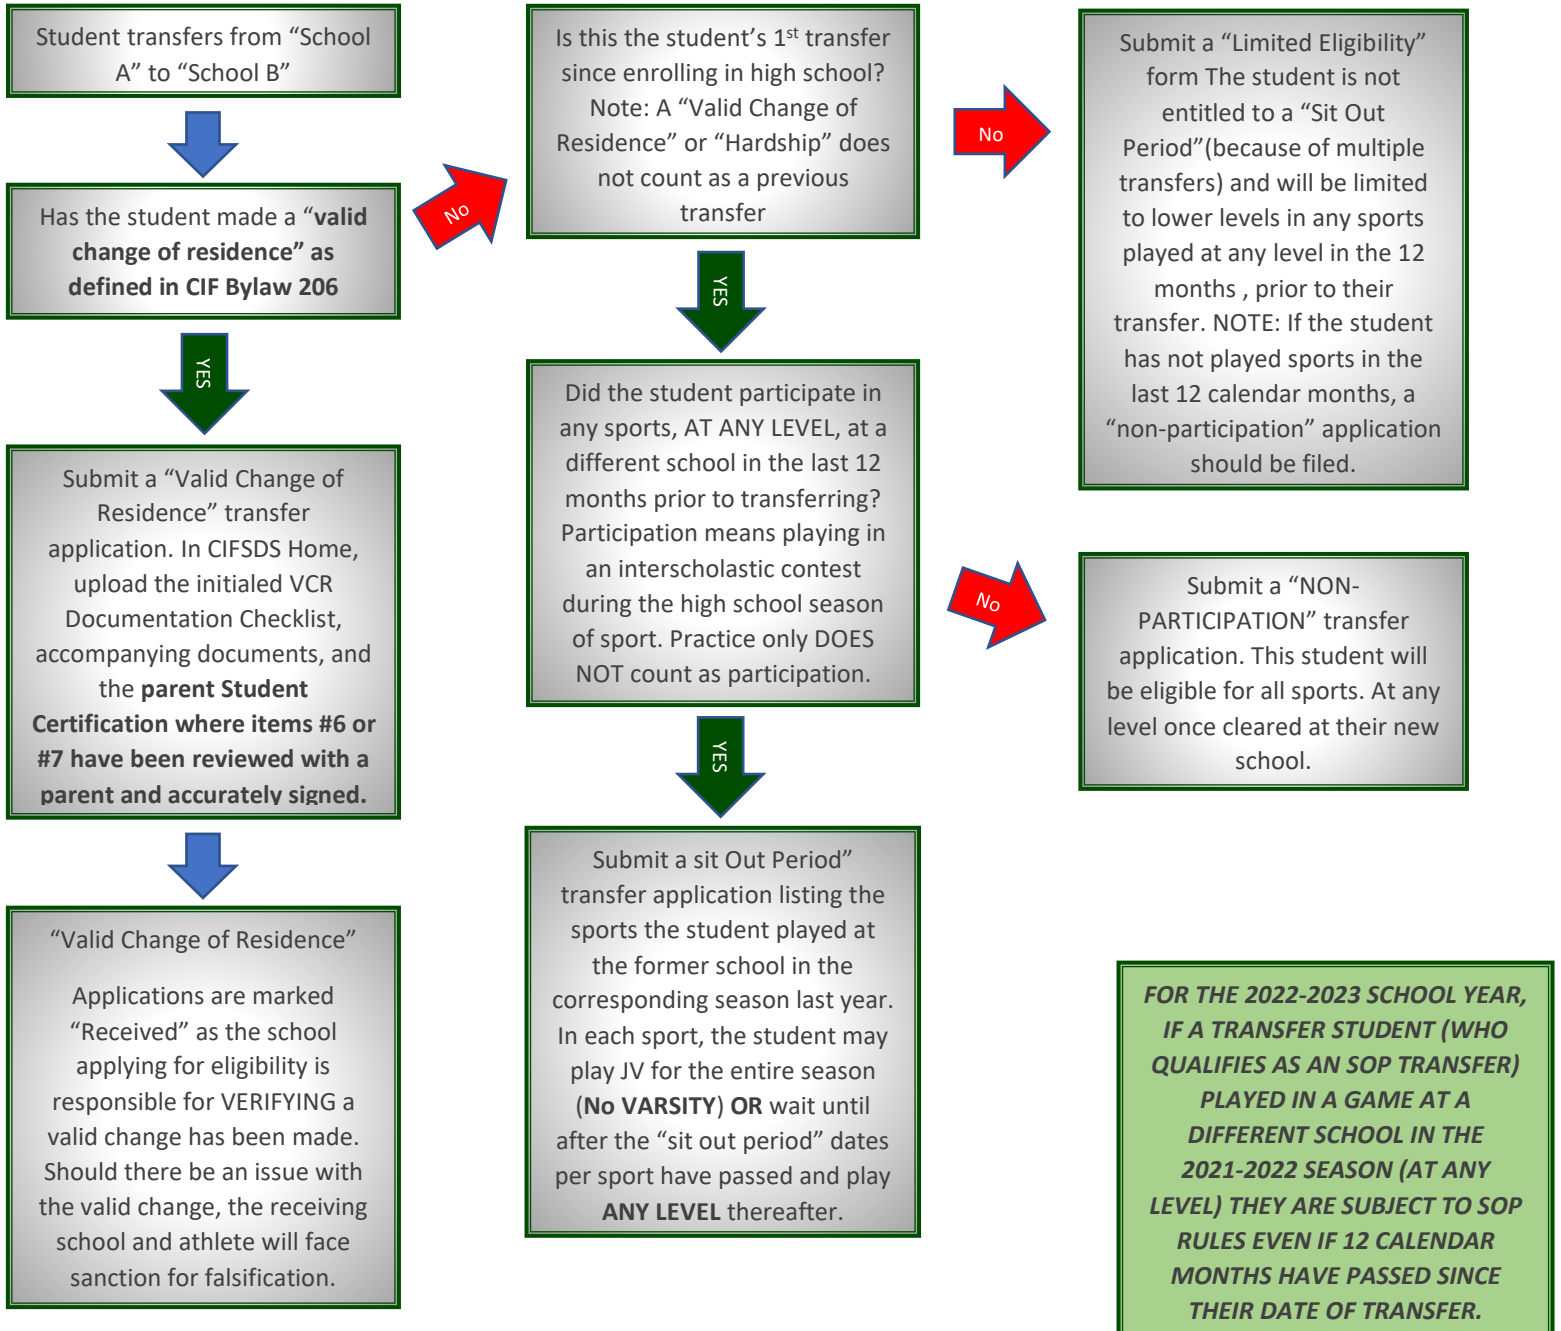 Student transfers from “School
A” to “School B”
Has the student made a “valid
change of residence” as
defined in CIF Bylaw 206
YES
Submit a “Valid Change of
Residence” transfer
application. In CIFSDS Home,
upload the initialed VCR
Documentation Checklist,
accompanying documents, and
the parent Student
Certification where items #6 or
#7 have been reviewed with a
parent and accurately signed.
“Valid Change of Residence”
Applications are marked
“Received” as the school
applying for eligibility is
responsible for VERIFYING a
valid change has been made.
Should there be an issue with
the valid change, the receiving
school and athlete will face
sanction for falsification.
No
Is this the student’s 1st transfer
since enrolling in high school?
Note: A “Valid Change of
Residence” or “Hardship” does
not count as a previous
transfer
YES
Did the student participate in
any sports, AT ANY LEVEL, at a
different school in the last 12
months prior to transferring?
Participation means playing in
an interscholastic contest
during the high school season
of sport. Practice only DOES
NOT count as participation.
YES
Submit a sit Out Period”
transfer application listing the
sports the student played at
the former school in the
corresponding season last year.
In each sport, the student may
play JV for the entire season
(No VARSITY) OR wait until
after the “sit out period” dates
per sport have passed and play
ANY LEVEL thereafter.
No
Submit a “Limited Eligibility”
form The student is not
entitled to a “Sit Out
Period”(because of multiple
transfers) and will be limited
to lower levels in any sports
played at any level in the 12
months , prior to their
transfer. NOTE: If the student
has not played sports in the
last 12 calendar months, a
“non-participation” application
should be filed.
No
Submit a “NON-
PARTICIPATION” transfer
application. This student will
be eligible for all sports. At any
level once cleared at their new
school.
FOR THE 2022-2023 SCHOOL YEAR,
IF A TRANSFER STUDENT (WHO
QUALIFIES AS AN SOP TRANSFER)
PLAYED IN A GAME AT A
DIFFERENT SCHOOL IN THE
2021-2022 SEASON (AT ANY
LEVEL) THEY ARE SUBJECT TO SOP
RULES EVEN IF 12 CALENDAR
MONTHS HAVE PASSED SINCE
THEIR DATE OF TRANSFER.